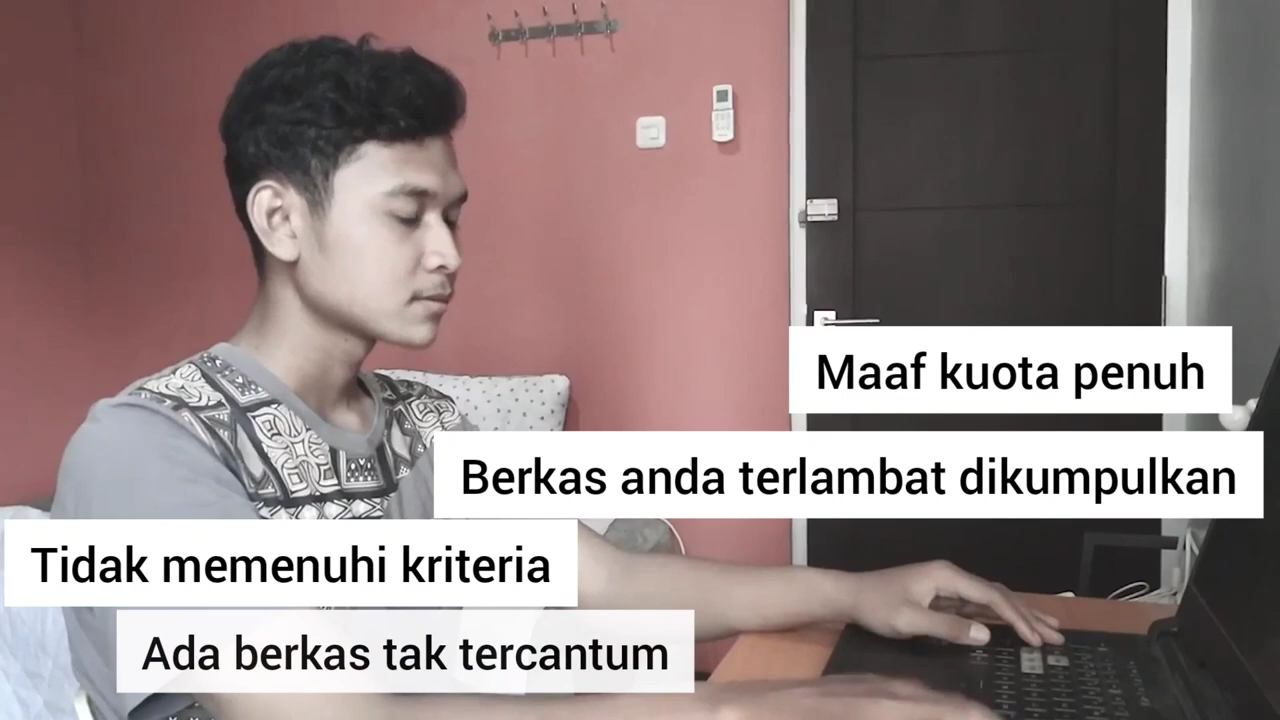 Maaf kuota penuh
Berkas anda terlambat dikumpulkan
Tidak memenuhi kriteria
Ada berkas tak tercantum